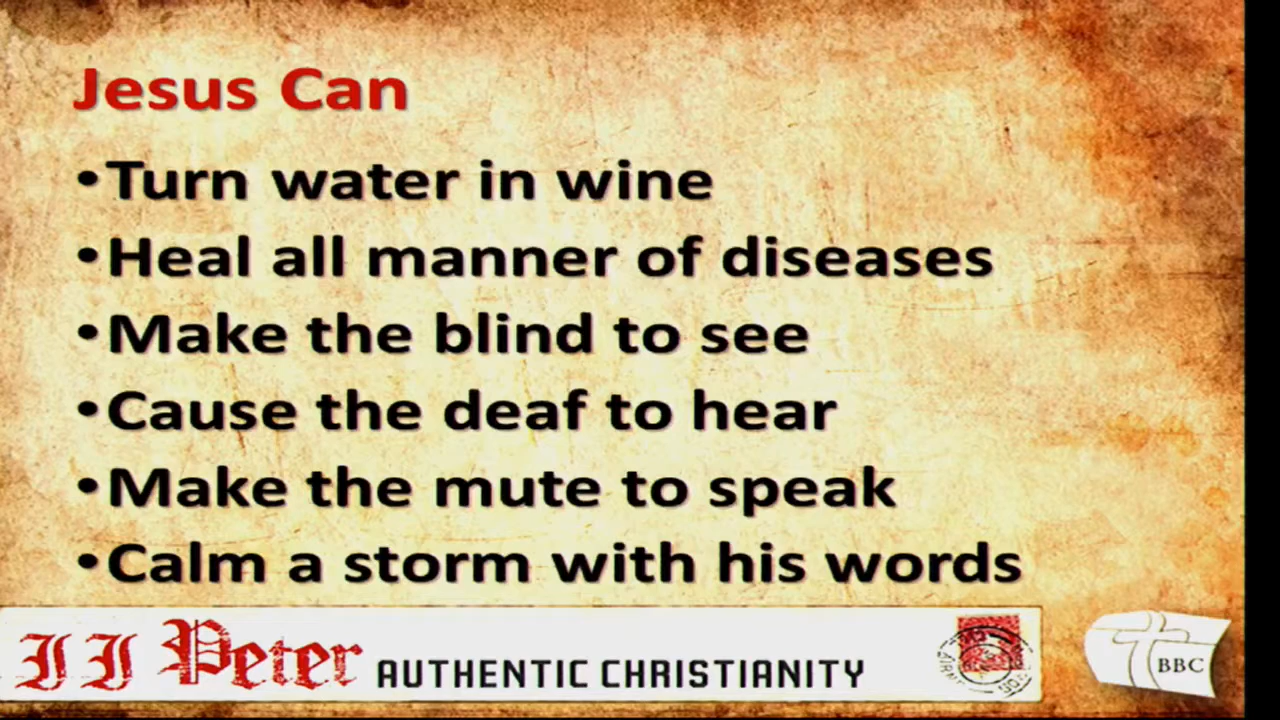 Jesus Can
•Turn water in wine
•Heal all manner of diseases
•Make the blind to see
•Cause the deaf to hear
•Make the mute to speak
•Calm a storm with his words
JJ Peter AUTHENTIC CHRISTIANITY
BBC